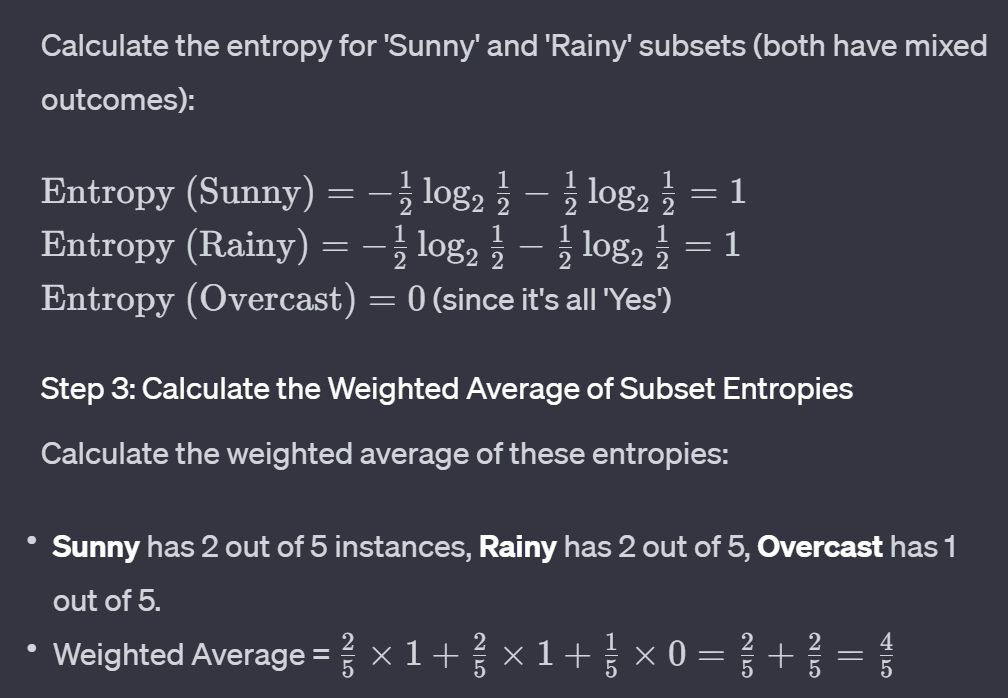 Calculate the entropy for 'Sunny' and 'Rainy' subsets (both have mixed
outcomes):
Entropy (Sunny) = −1/2 log₂ 1/2 − 1/2 log₂ 1/2 = 1
Entropy (Rainy) = −1/2 log₂ 1/2 − 1/2 log₂ 1/2 = 1
Entropy (Overcast) = 0 (since it's all 'Yes')
Step 3: Calculate the Weighted Average of Subset Entropies
Calculate the weighted average of these entropies:
• Sunny has 2 out of 5 instances, Rainy has 2 out of 5, Overcast has 1
out of 5.
• Weighted Average = 2/5 × 1 + 2/5 × 1 + 1/5 × 0 = 2/5 + 2/5 = 4/5